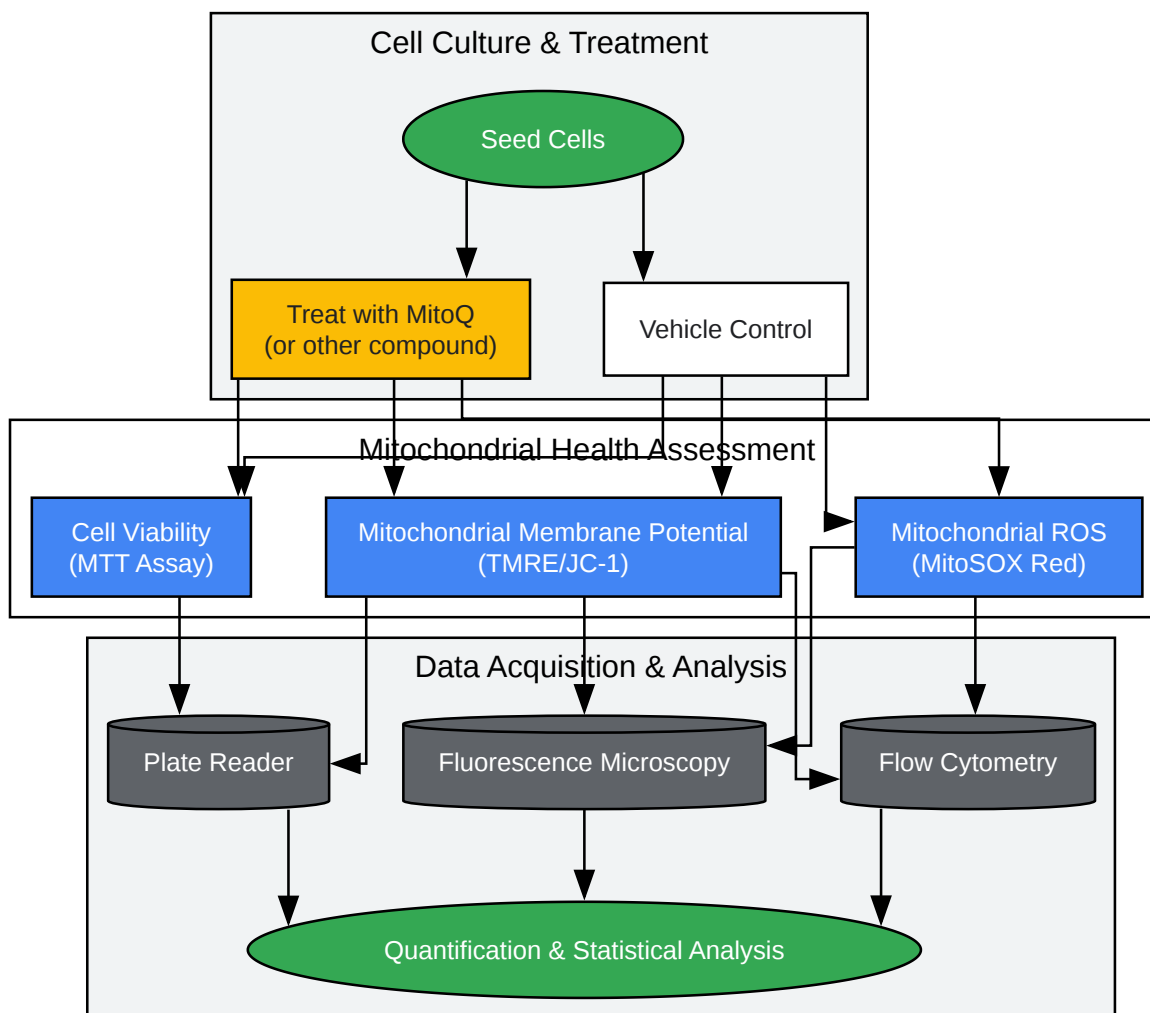 Cell Culture & Treatment
Seed Cells
Treat with MitoQ
(or other compound)
Vehicle Control
Mitochondrial Health Assessment
Cell Viability
(MTT Assay)
Mitochondrial Membrane Potential
(TMRE/JC-1)
Mitochondrial ROS
(MitoSOX Red)
Data Acquisition & Analysis
Plate Reader
Fluorescence Microscopy
Flow Cytometry
Quantification & Statistical Analysis